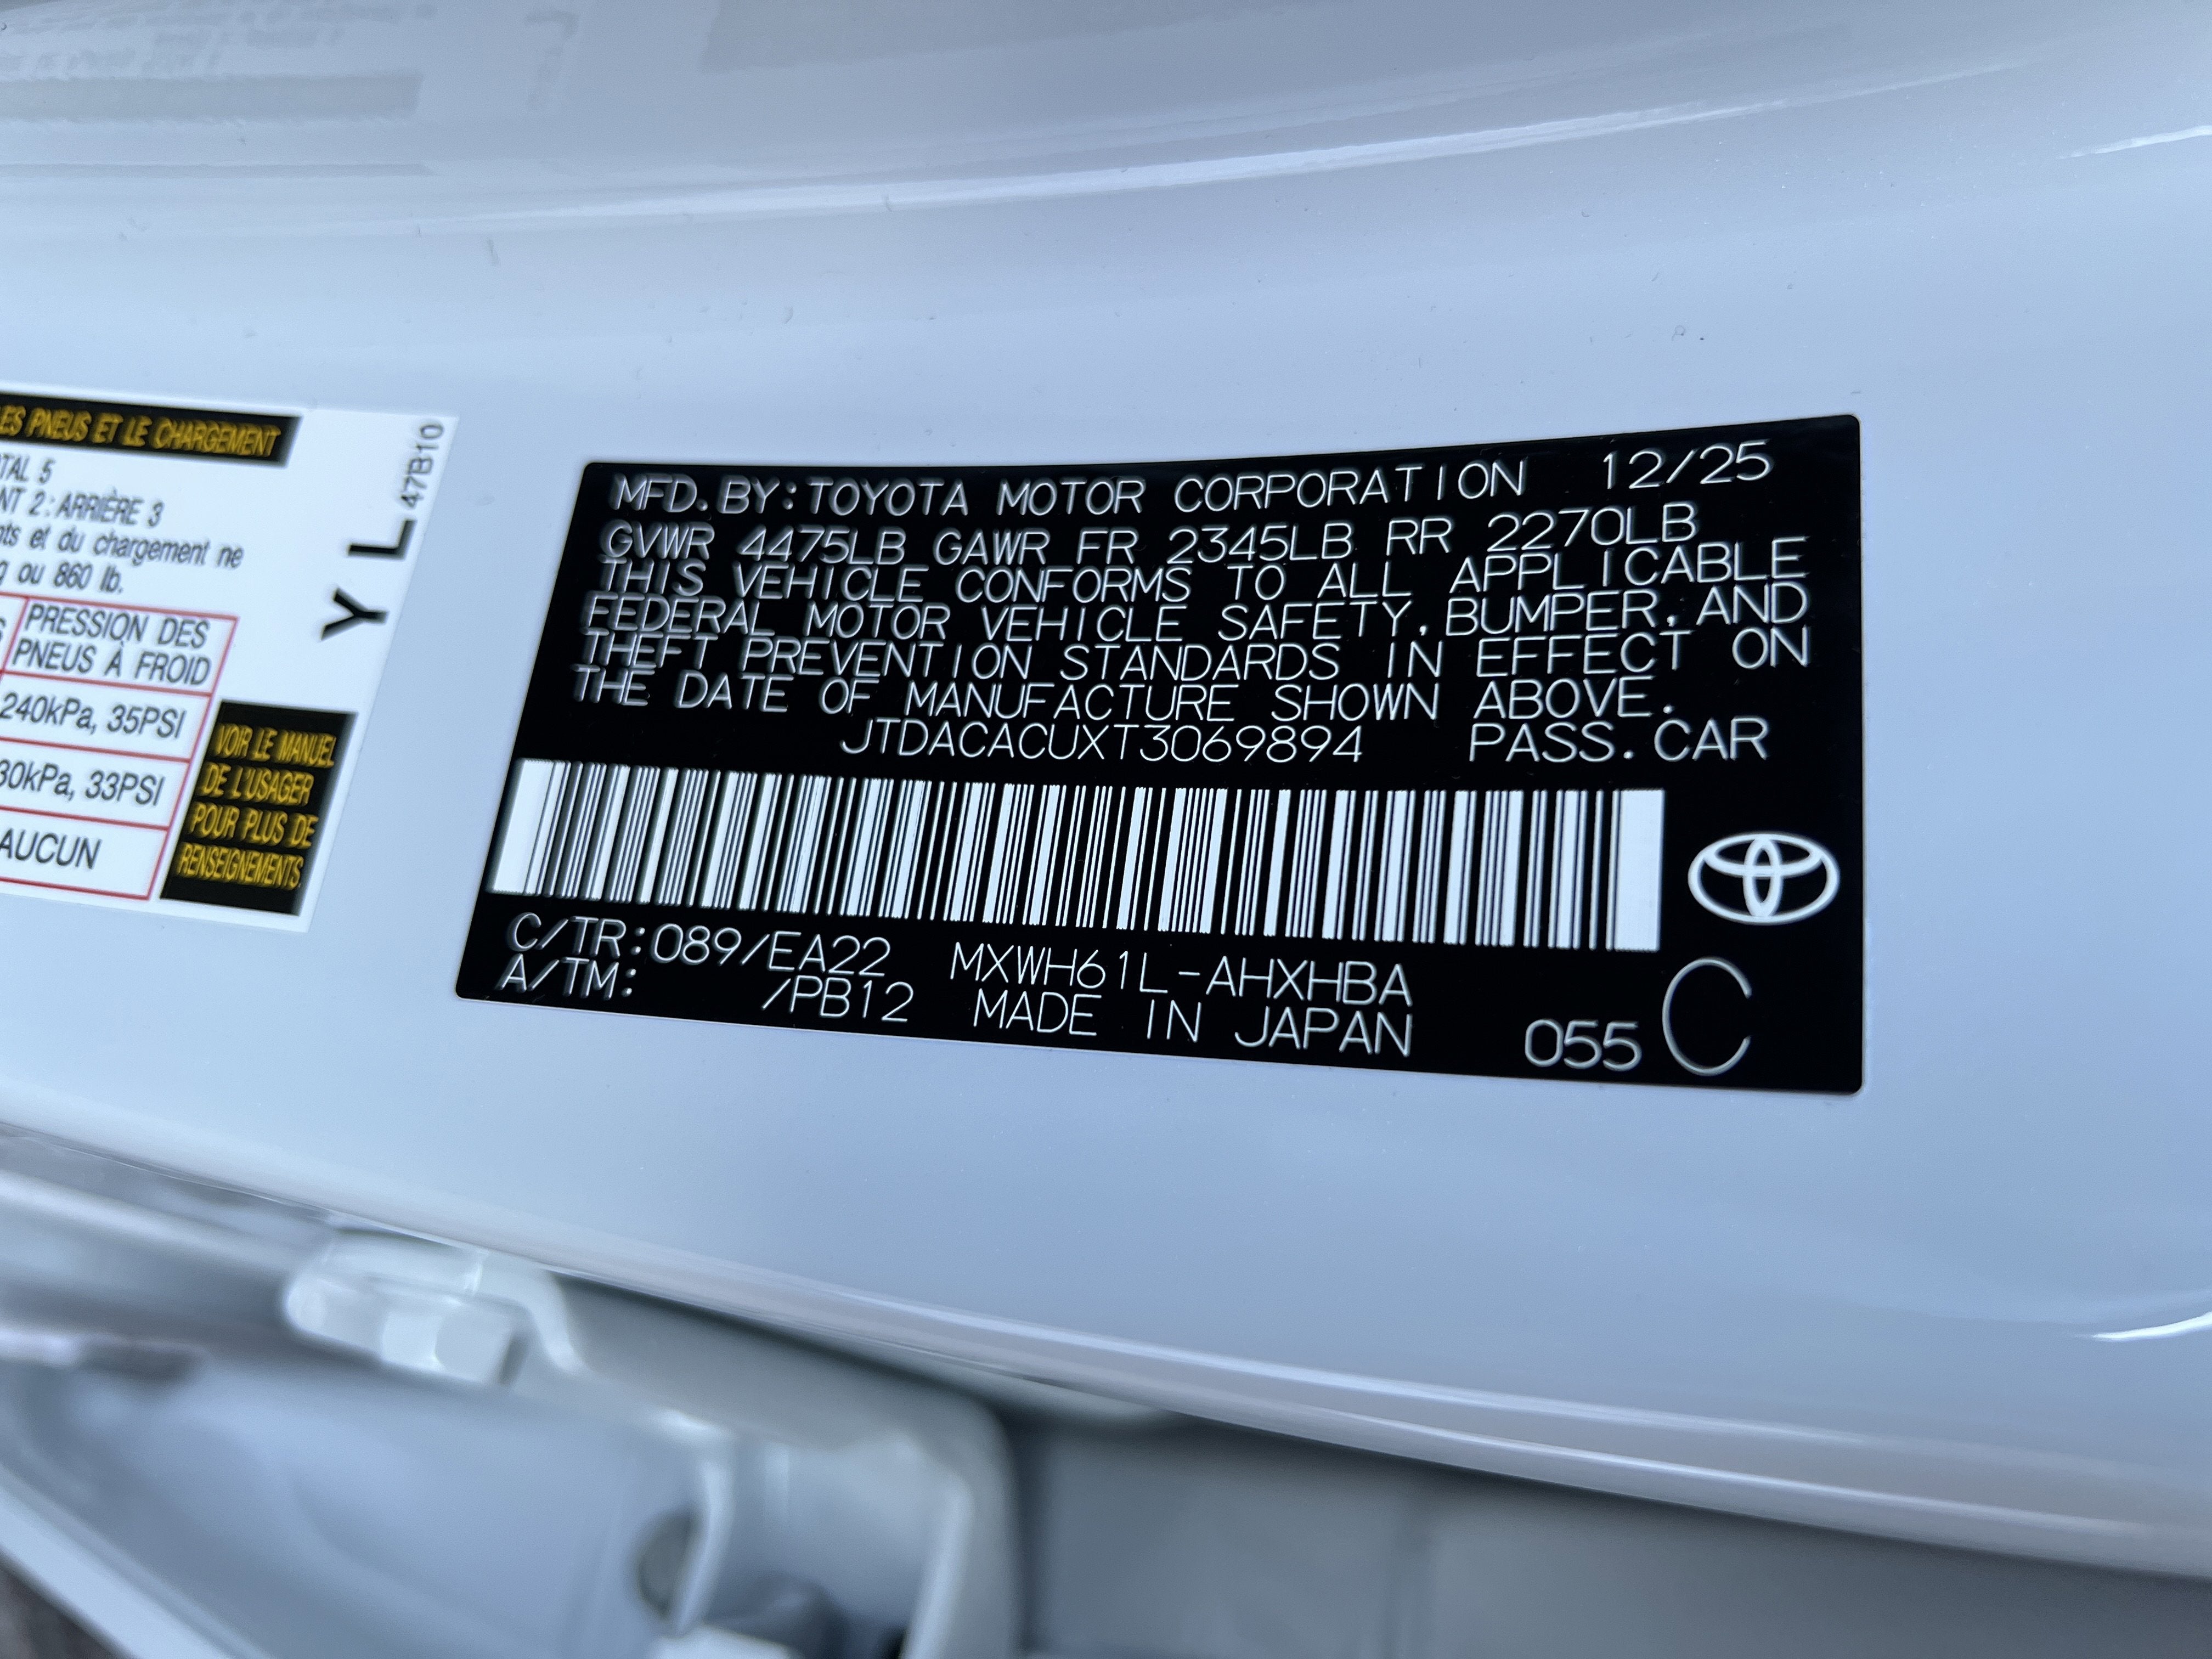 LES PNEUS ET LE CHARGEMENT
TAL 5
NT 2: ARRIÈRE 3
nts et du chargement ne
g ou 860 lb.
PRESSION DES
PNEUS À FROID
240kPa, 35PSI
30kPa, 33PSI
AUCUN
VOIR LE MANUEL
DE L'USAGER
POUR PLUS DE
RENSEIGNEMENTS
YL
47B10
MFD. BY: TOYOTA MOTOR CORPORATION 12/25
GVWR 4475LB GAWR FR 2345LB RR 2270LB
THIS VEHICLE CONFORMS TO ALL APPLICABLE
FEDERAL MOTOR VEHICLE SAFETY, BUMPER, AND
THEFT PREVENTION STANDARDS IN EFFECT ON
THE DATE OF MANUFACTURE SHOWN ABOVE.
JTDACACUXT3069894 PASS. CAR
C/TR: 089/EA22 MXWH61L-AHXHBA
A/TM: /PB12 MADE IN JAPAN
055 C